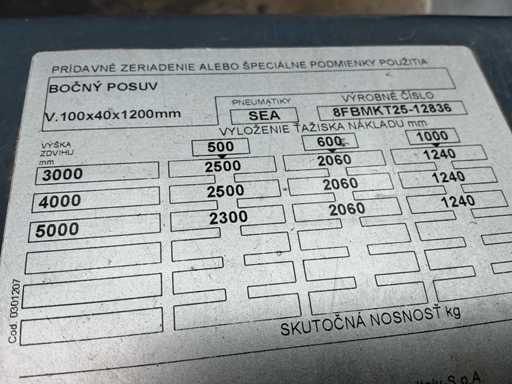 PRÍDAVNÉ ZERIADENIE ALEBO ŠPECIÁLNE PODMIENKY POUŽITIA
BOČNÝ POSUV
V.100x40x1200mm
PNEUMATIKY
SEA
VÝROBNÉ ČÍSLO
8FBMKT25-12836
VYLOŽENIE ŤAŽISKA NÁKLADU mm
VÝŠKA
ZDVIHU
mm
500 600 1000
3000 2500 2060 1240
4000 2500 2060 1240
5000 2300 2060 1240
SKUTOČNÁ NOSNOSŤ kg
Cod. 0301207
S.p.A.